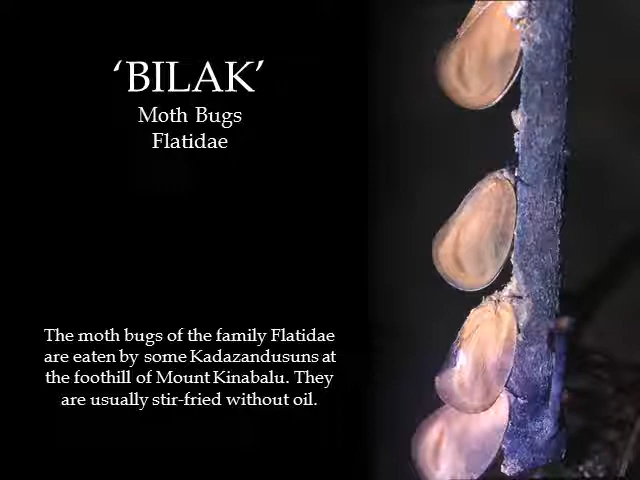 ‘BILAK’
Moth Bugs
Flatidae
The moth bugs of the family Flatidae
are eaten by some Kadazandusuns at
the foothill of Mount Kinabalu. They
are usually stir-fried without oil.